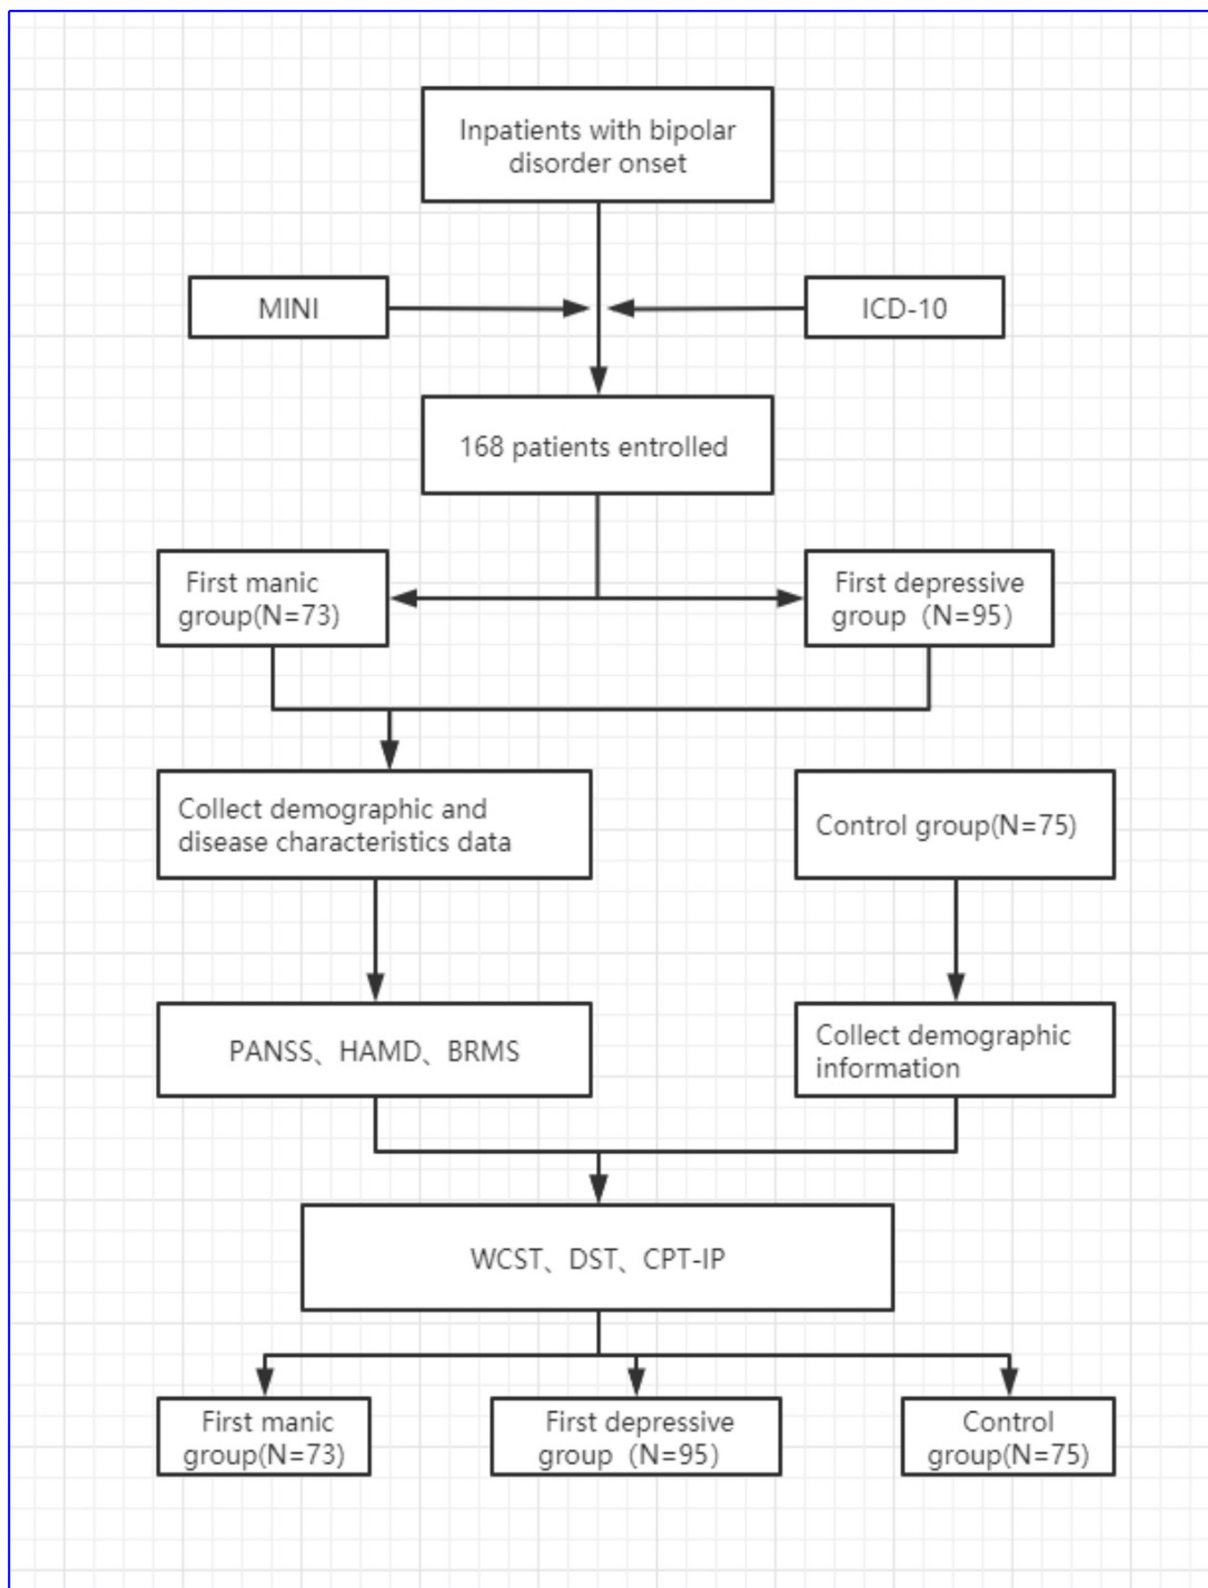 Inpatients with bipolar
disorder onset
MINI
ICD-10
168 patients entrolled
First manic
group(N=73)
First depressive
group（N=95）
Collect demographic and
disease characteristics data
Control group(N=75)
PANSS、HAMD、BRMS
Collect demographic
information
WCST、DST、CPT-IP
First manic
group(N=73)
First depressive
group（N=95）
Control
group(N=75)